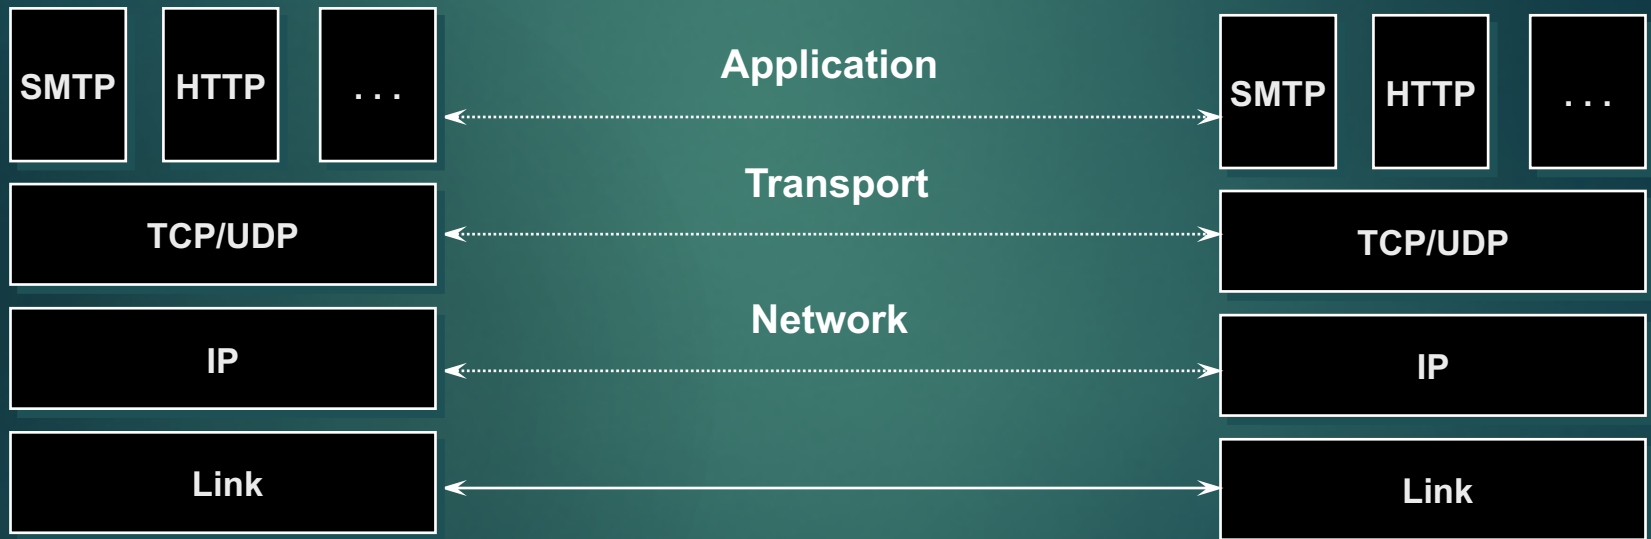 SMTP HTTP . . .
Application
SMTP HTTP . . .
TCP/UDP
Transport
TCP/UDP
IP
Network
IP
Link
Link